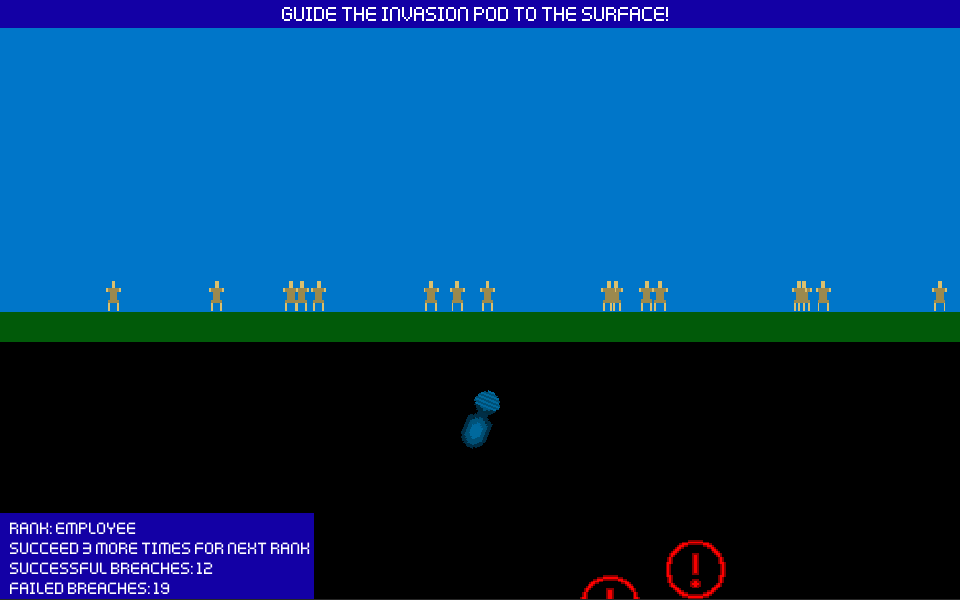 GUIDE THE INVASION POD TO THE SURFACE!
RANK: EMPLOYEE
SUCCEED 3 MORE TIMES FOR NEXT RANK
SUCCESSFUL BREACHES: 12
FAILED BREACHES: 19
!
!